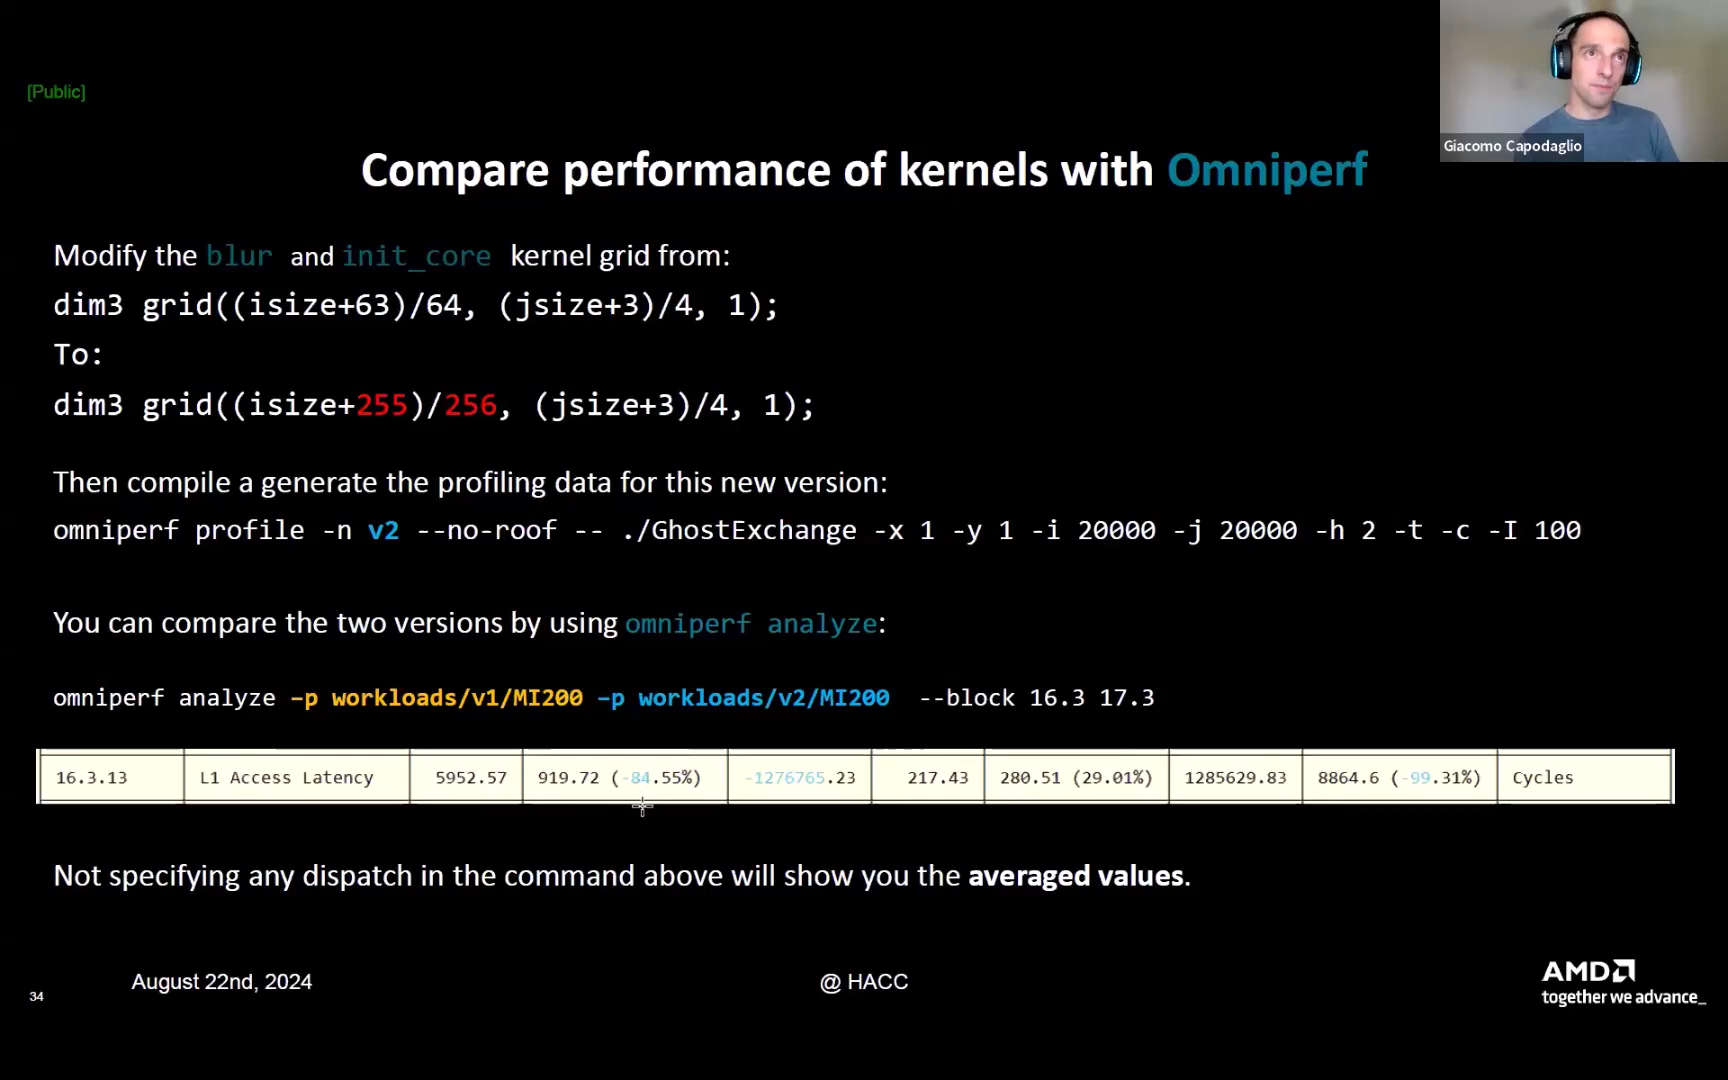 [Public]
Giacomo Capodaglio
Compare performance of kernels with Omniperf
Modify the blur and init_core kernel grid from:
dim3 grid((isize+63)/64, (jsize+3)/4, 1);
To:
dim3 grid((isize+255)/256, (jsize+3)/4, 1);
Then compile a generate the profiling data for this new version:
omniperf profile -n v2 --no-roof -- ./GhostExchange -x 1 -y 1 -i 20000 -j 20000 -h 2 -t -c -I 100
You can compare the two versions by using omniperf analyze:
omniperf analyze –p workloads/v1/MI200 –p workloads/v2/MI200 --block 16.3 17.3
16.3.13 L1 Access Latency 5952.57 919.72 (-84.55%) -1276765.23 217.43 280.51 (29.01%) 1285629.83 8864.6 (-99.31%) Cycles
Not specifying any dispatch in the command above will show you the averaged values.
34 August 22nd, 2024 @ HACC
AMD
together we advance_